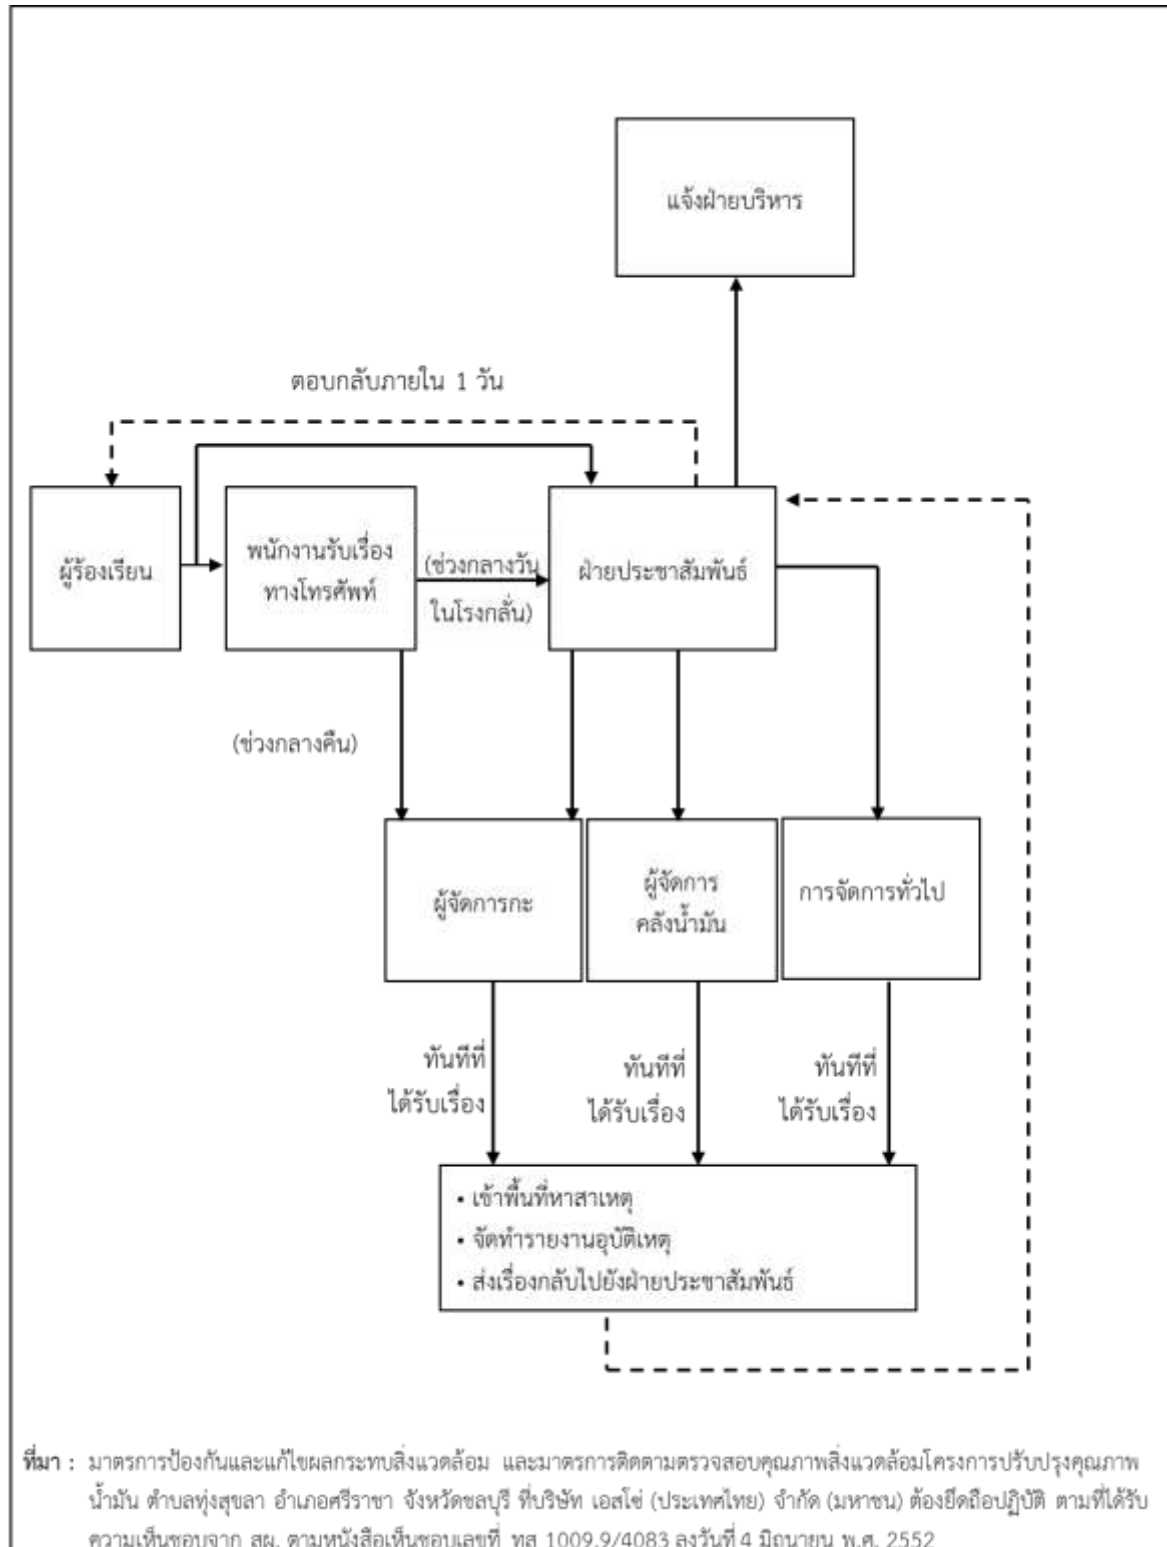 แจ้งฝ่ายบริหาร
ตอบกลับภายใน 1 วัน
ผู้ร้องเรียน
พนักงานรับเรื่อง
ทางโทรศัพท์
(ช่วงกลางวัน
ในโรงกลั่น)
ฝ่ายประชาสัมพันธ์
(ช่วงกลางคืน)
ผู้จัดการกะ
ผู้จัดการ
คลังน้ำมัน
การจัดการทั่วไป
ทันทีที่
ได้รับเรื่อง
ทันทีที่
ได้รับเรื่อง
ทันทีที่
ได้รับเรื่อง
• เข้าพื้นที่หาสาเหตุ
• จัดทำรายงานอุบัติเหตุ
• ส่งเรื่องกลับไปยังฝ่ายประชาสัมพันธ์
ที่มา : มาตรการป้องกันและแก้ไขผลกระทบสิ่งแวดล้อม และมาตรการติดตามตรวจสอบคุณภาพสิ่งแวดล้อมโครงการปรับปรุงคุณภาพ
น้ำมัน ตำบลทุ่งสุขลา อำเภอศรีราชา จังหวัดชลบุรี ที่บริษัท เอสโซ่ (ประเทศไทย) จำกัด (มหาชน) ต้องยึดถือปฏิบัติ ตามที่ได้รับ
ความเห็นชอบจาก สผ. ตามหนังสือเห็นชอบเลขที่ ทส 1009.9/4083 ลงวันที่ 4 มิถุนายน พ.ศ. 2552